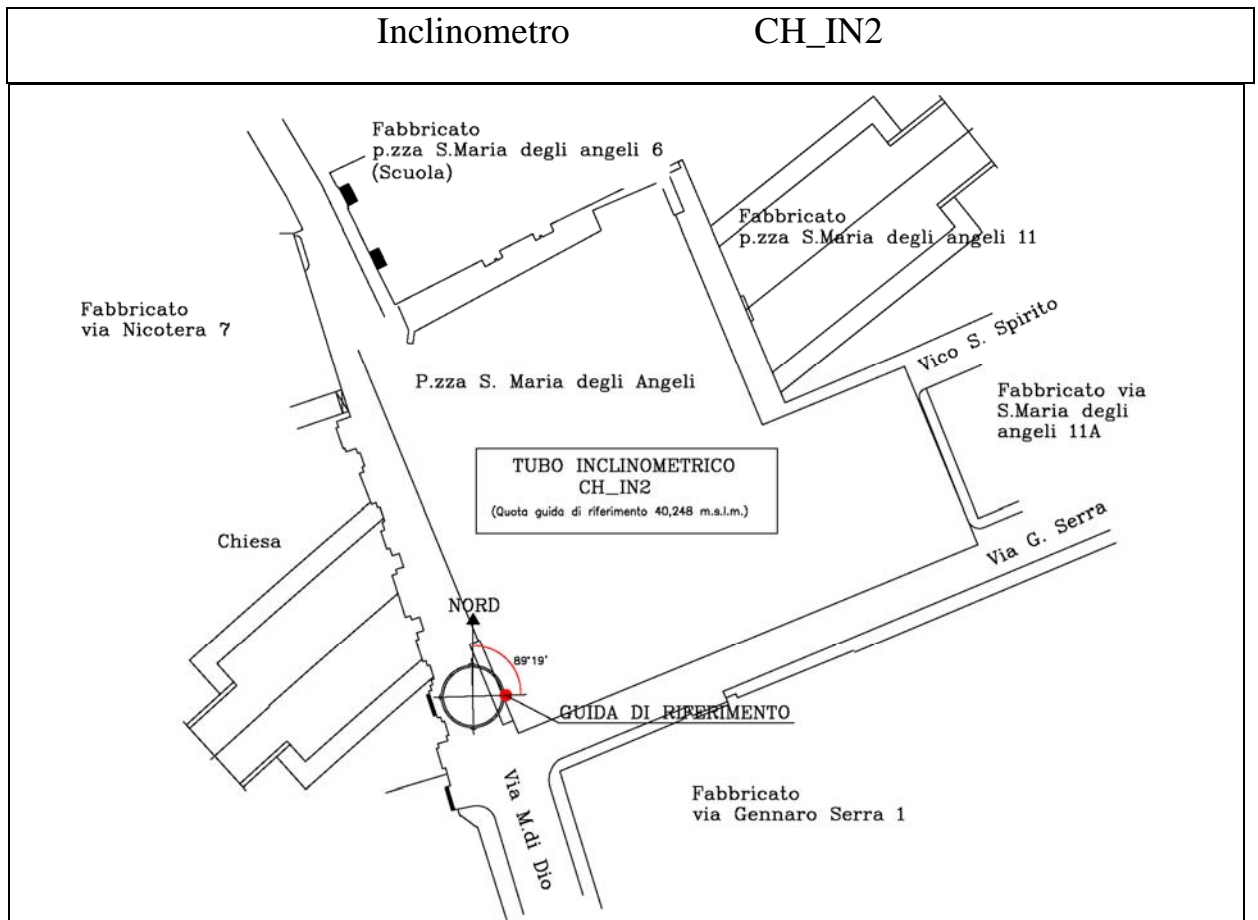 Inclinometro CH_IN2
Fabbricato
p.zza S.Maria degli angeli 6
(Scuola)
Fabbricato
p.zza S.Maria degli angeli 11
Fabbricato
via Nicotera 7
Vico S. Spirito
P.zza S. Maria degli Angeli
Fabbricato via
S.Maria degli
angeli 11A
TUBO INCLINOMETRICO
CH_IN2
(Quota guida di riferimento 40,248 m.s.l.m.)
Chiesa
Via G. Serra
NORD
89°19'
GUIDA DI RIFERIMENTO
Via M.di Dio
Fabbricato
via Gennaro Serra 1